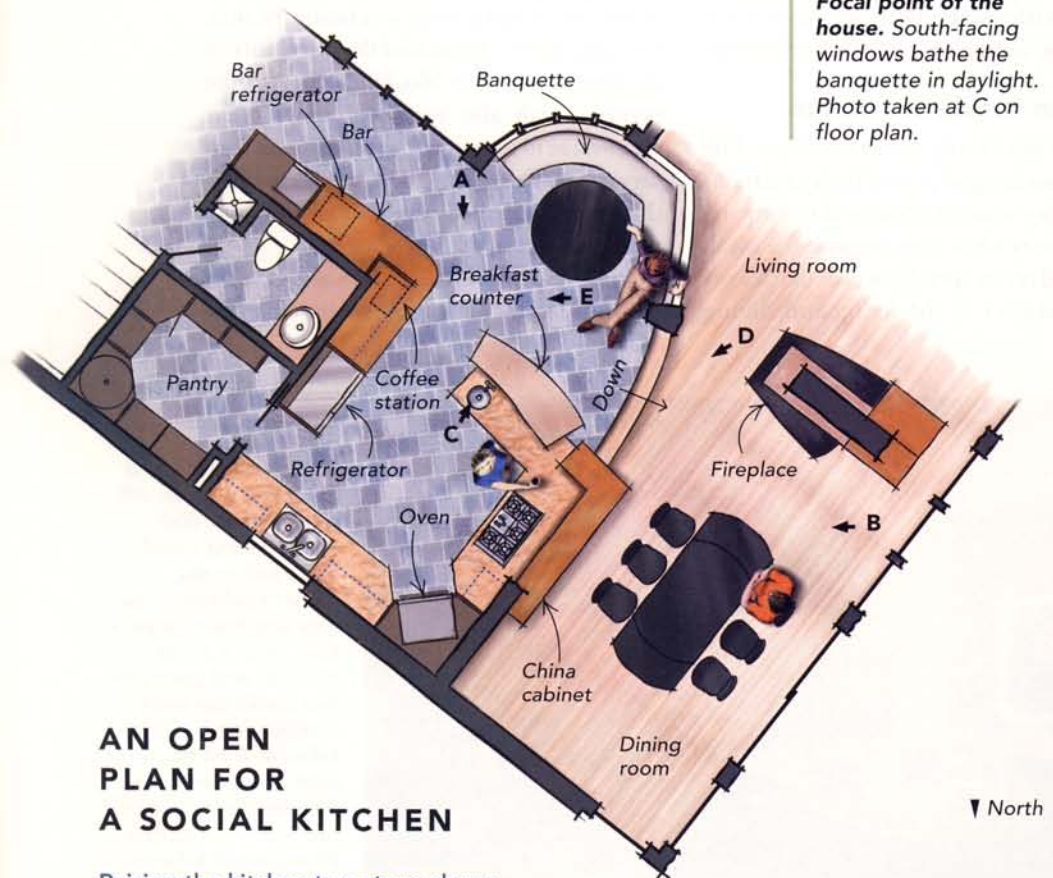 Focal point of the
house. South-facing
windows bathe the
banquette in daylight.
Photo taken at C on
floor plan.
Bar
refrigerator
Bar
Banquette
A
Breakfast
counter
E
Living room
D
Down
Pantry
Coffee
station
C
Refrigerator
Fireplace
Oven
B
China
cabinet
Dining
room
North
AN OPEN
PLAN FOR
A SOCIAL KITCHEN